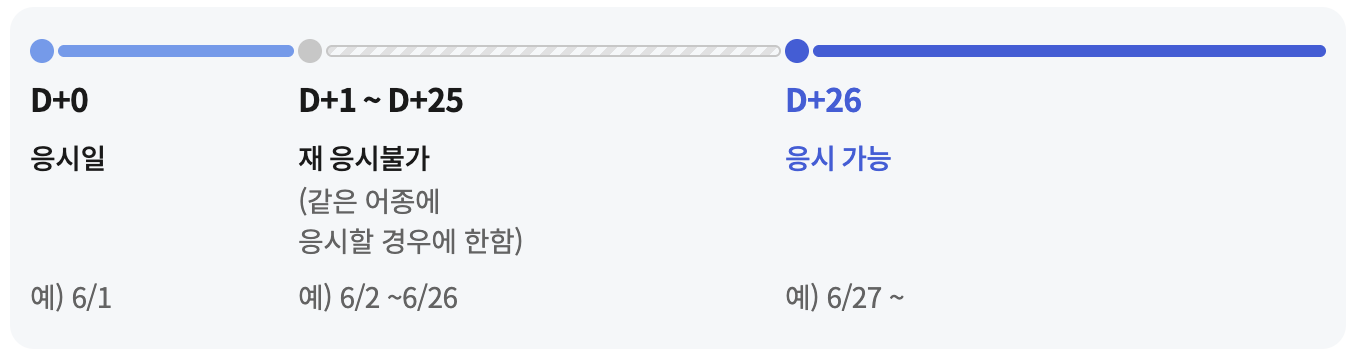 D+0
D+1 ~ D+25
D+26
응시일
재 응시불가
응시 가능
(같은 어종에
응시할 경우에 한함)
예) 6/1
예) 6/2 ~6/26
예) 6/27 ~